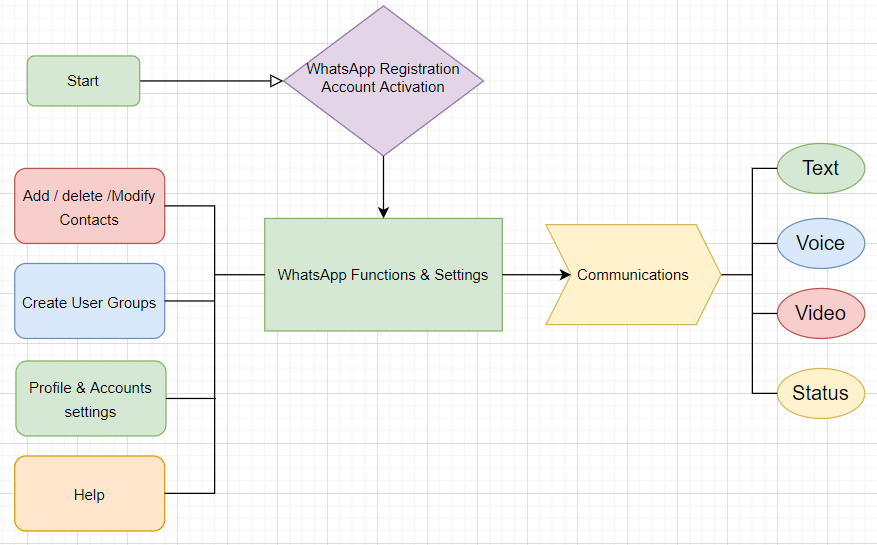 Start
WhatsApp Registration
Account Activation
Add / delete /Modify
Contacts
Create User Groups
Profile & Accounts
settings
Help
WhatsApp Functions & Settings
Communications
Text
Voice
Video
Status